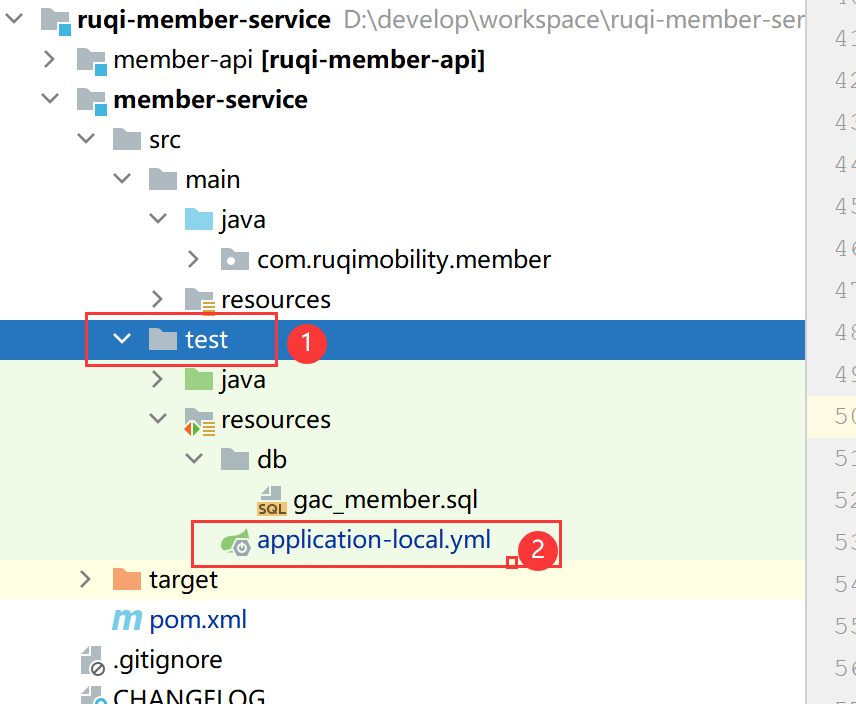 ruqi-member-service D:\develop\workspace\ruqi-member-ser
member-api [ruqi-member-api]
member-service
src
main
java
com.ruqimobility.member
resources
test 1
java
resources
db
SQL gac_member.sql
application-local.yml 2
target
m pom.xml
.gitignore
CHANGELOG
41
42
43
44
45
46
47
48
49
50
51
52
53
54
55
56